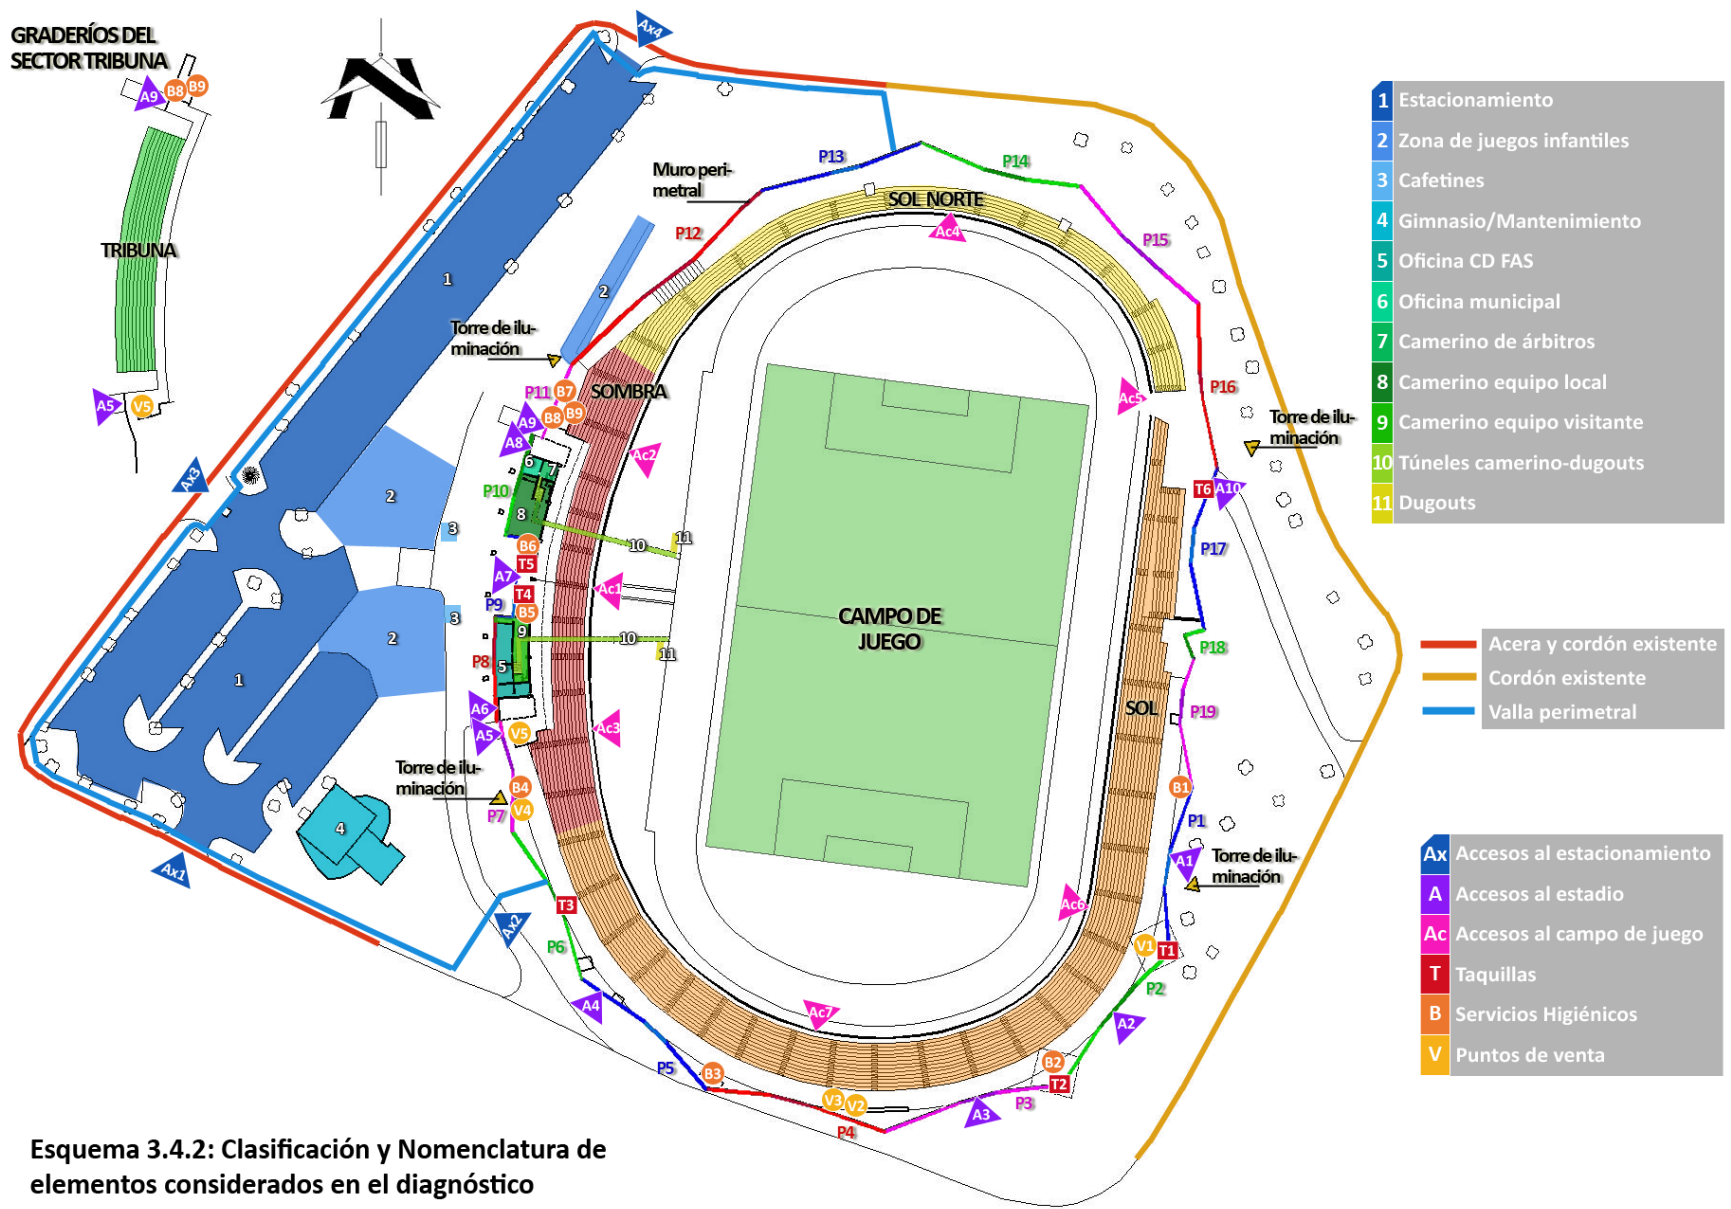 GRADERÍOS DEL
SECTOR TRIBUNA
A9
B8
B9
TRIBUNA
A5
V5
Ax4
P13
P14
Muro peri-
metral
SOL NORTE
Ac4
P12
P15
1
2
Torre de ilu-
minación
P11
B7
SOMBRA
B8
B9
A9
A8
Ac2
Ac5
P16
Torre de ilu-
minación
Ax3
6
7
P10
8
2
3
T6
A10
B6
10
11
T5
A7
Ac1
T4
P9
B5
P17
9
10
11
CAMPO DE
JUEGO
3
2
P8
5
P18
1
A6
A5
V5
Ac3
SOL
P19
Torre de ilu-
minación
B4
V4
P7
B1
P1
4
A1
Torre de ilu-
minación
Ax1
Ax2
T3
Ac6
P6
V1
T1
P2
A4
Ac7
A2
P5
B3
B2
T2
V3
V2
A3
P3
P4
1 Estacionamiento
2 Zona de juegos infantiles
3 Cafetines
4 Gimnasio/Mantenimiento
5 Oficina CD FAS
6 Oficina municipal
7 Camerino de árbitros
8 Camerino equipo local
9 Camerino equipo visitante
10 Túneles camerino-dugouts
11 Dugouts
Acera y cordón existente
Cordón existente
Valla perimetral
Ax Accesos al estacionamiento
A Accesos al estadio
Ac Accesos al campo de juego
T Taquillas
B Servicios Higiénicos
V Puntos de venta
Esquema 3.4.2: Clasificación y Nomenclatura de
elementos considerados en el diagnóstico